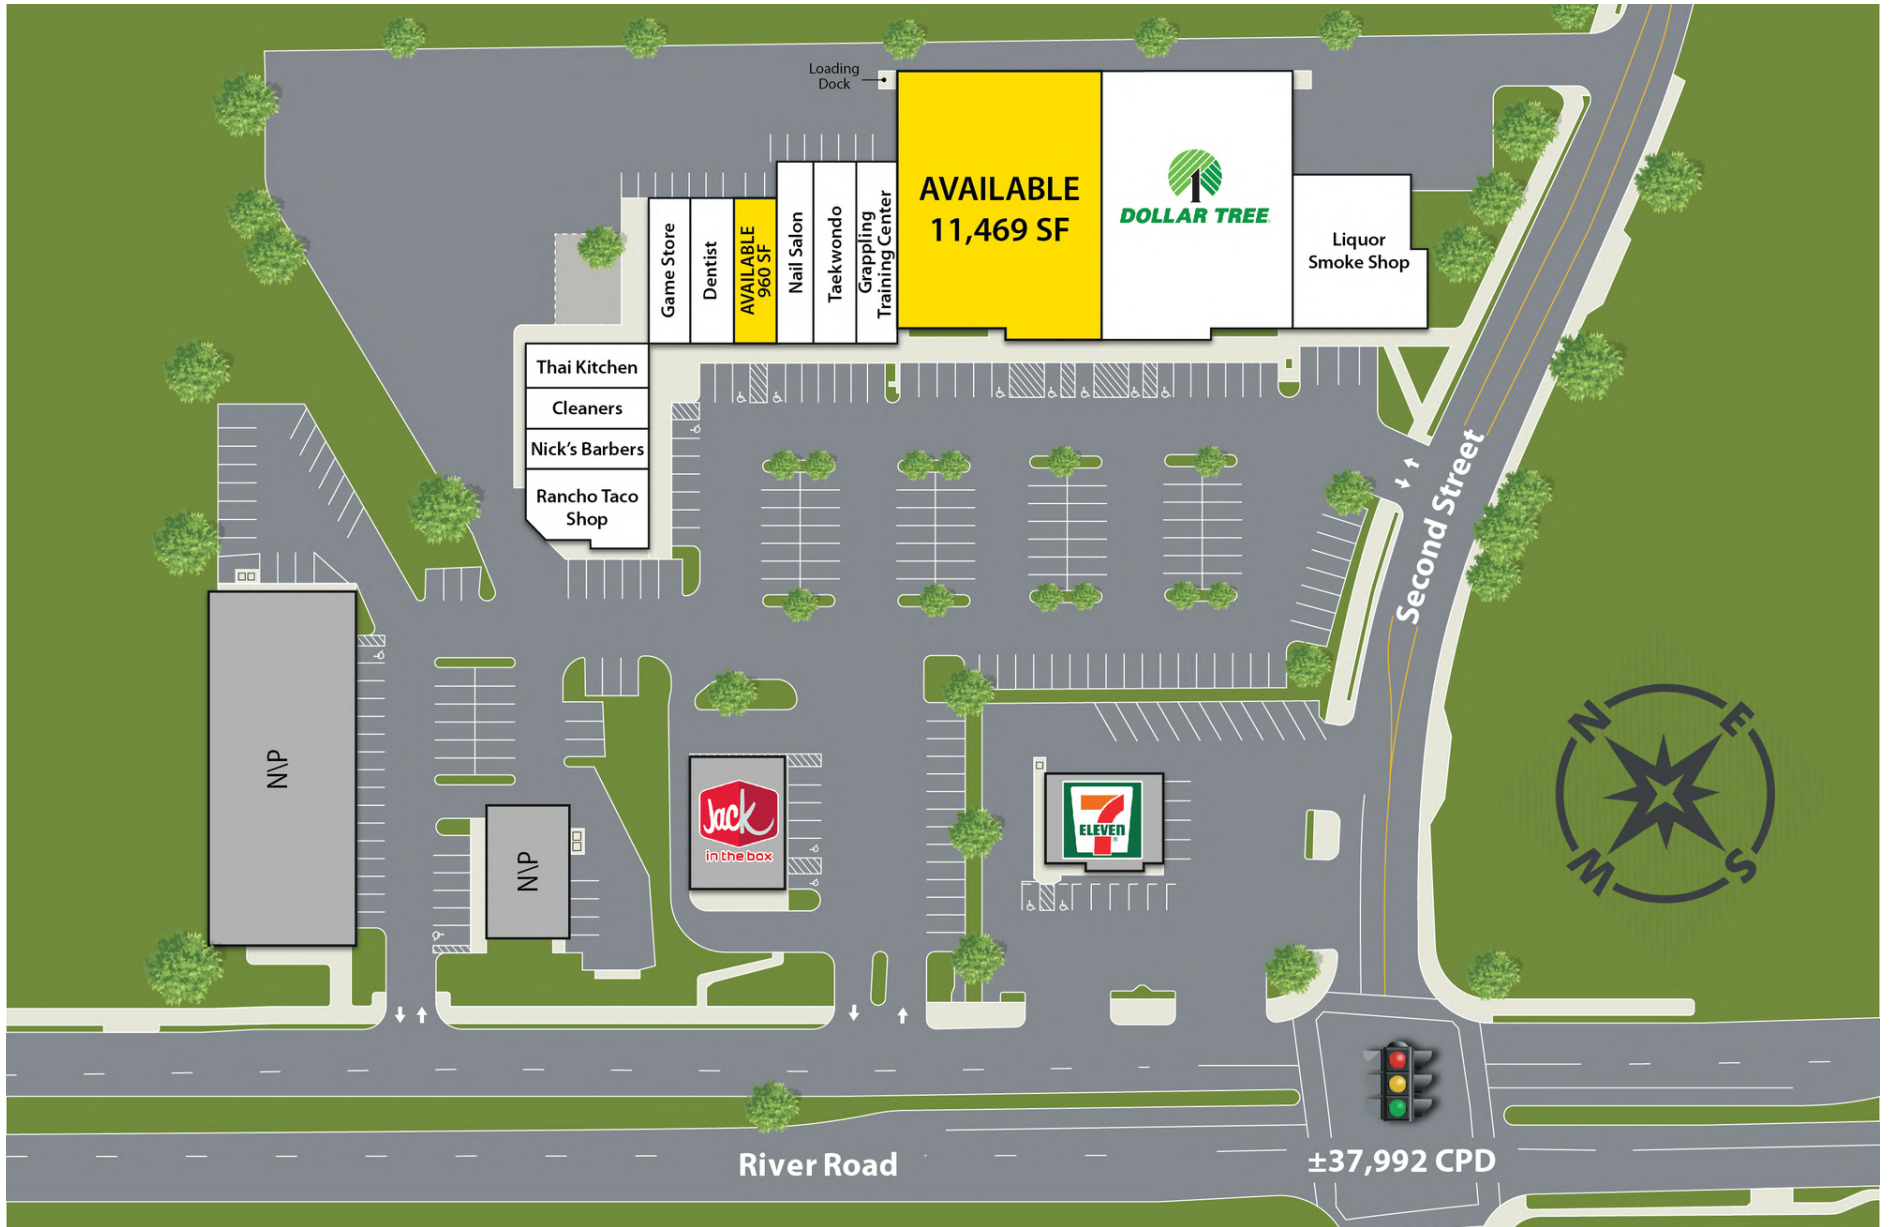 Loading
Dock
AVAILABLE
11,469 SF
DOLLAR TREE
Liquor
Smoke Shop
Game Store
Dentist
AVAILABLE
960 SF
Nail Salon
Taekwondo
Grappling
Training Center
Thai Kitchen
Cleaners
Nick's Barbers
Rancho Taco
Shop
Second Street
N\P
N\P
Jack
in the box
7
ELEVEN
N
E
S
W
River Road
±37,992 CPD